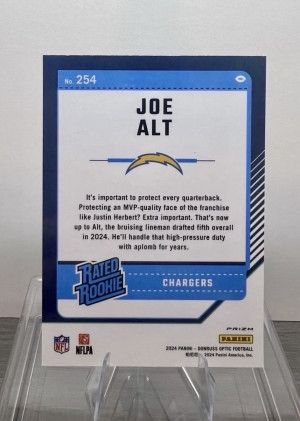 No. 254
JOE
ALT
It's important to protect every quarterback.
Protecting an MVP-quality face of the franchise
like Justin Herbert? Extra important. That's now
up to Alt, the bruising lineman drafted fifth overall
in 2024. He'll handle that high-pressure duty
with aplomb for years.
RATED
ROOKIE
CHARGERS
PRIZM
NFL
NFLPA
PANINI
2024 PANINI – DONRUSS OPTIC FOOTBALL
2024 Panini America, Inc.